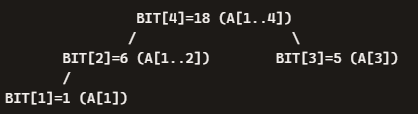 BIT[4]=18 (A[1..4])
/ \
BIT[2]=6 (A[1..2]) BIT[3]=5 (A[3])
/
BIT[1]=1 (A[1])